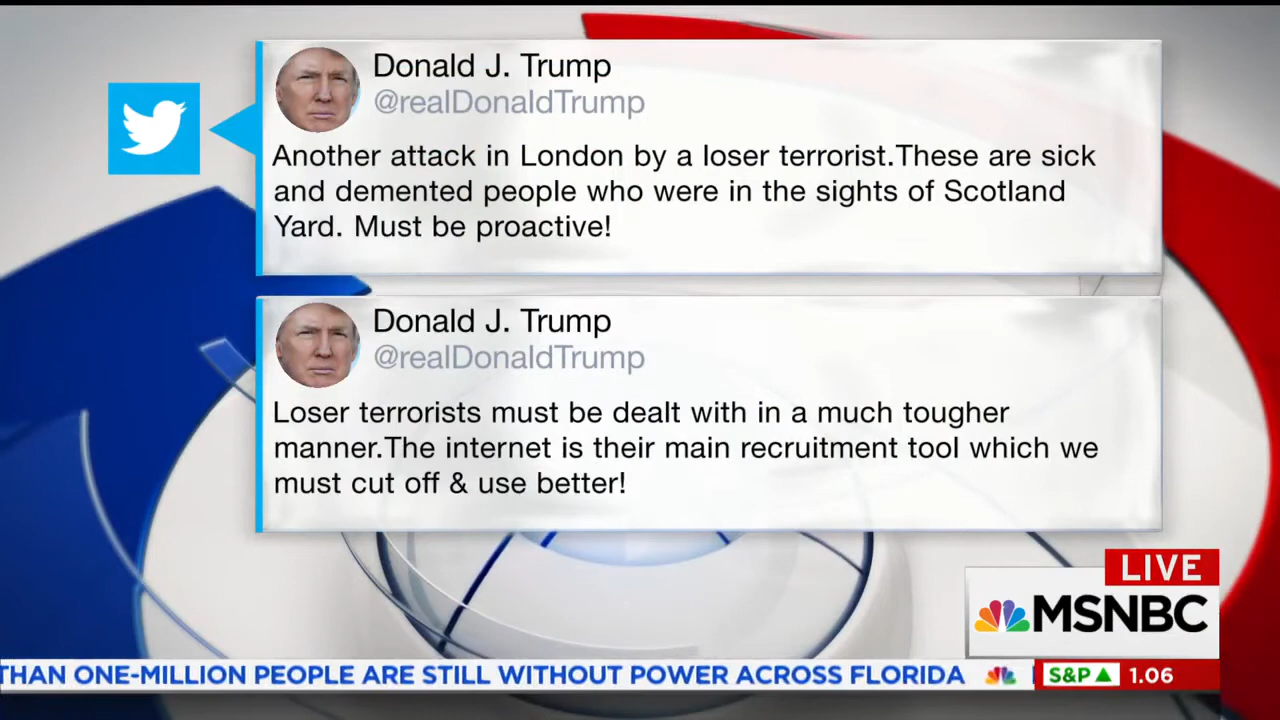 Donald J. Trump
@realDonaldTrump
Another attack in London by a loser terrorist.These are sick
and demented people who were in the sights of Scotland
Yard. Must be proactive!
Donald J. Trump
@realDonaldTrump
Loser terrorists must be dealt with in a much tougher
manner.The internet is their main recruitment tool which we
must cut off & use better!
LIVE
MSNBC
THAN ONE-MILLION PEOPLE ARE STILL WITHOUT POWER ACROSS FLORIDA
S&P ▲ 1.06